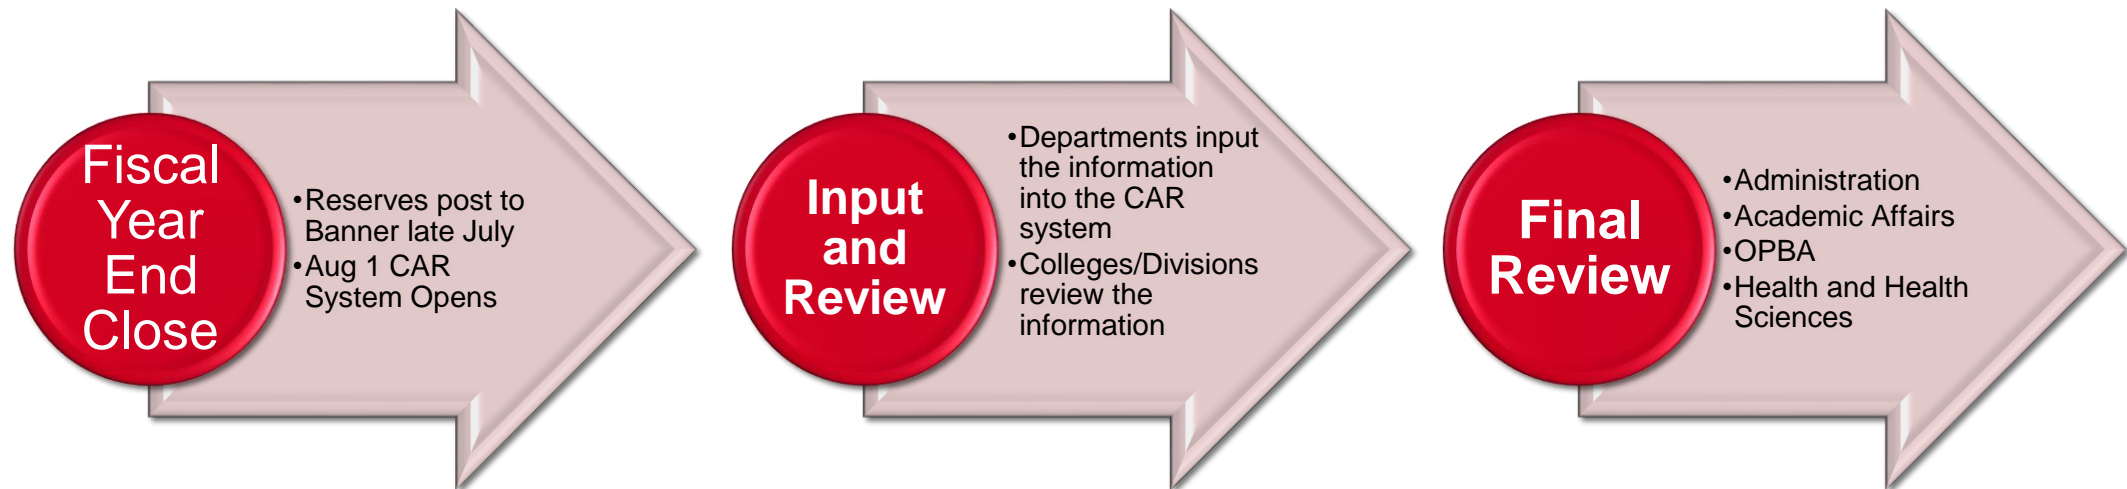 Fiscal
Year
End
Close
•Reserves post to
Banner late July
•Aug 1 CAR
System Opens
Input
and
Review
•Departments input
the information
into the CAR
system
•Colleges/Divisions
review the
information
Final
Review
•Administration
•Academic Affairs
•OPBA
•Health and Health
Sciences